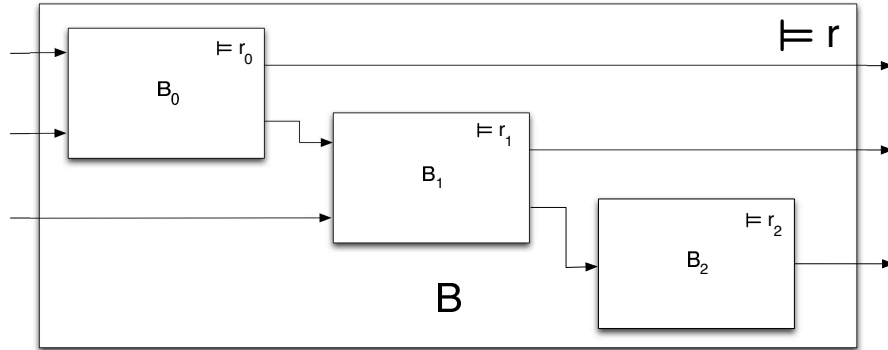 ⊨ r
⊨ r₀
B₀
⊨ r₁
B₁
⊨ r₂
B₂
B